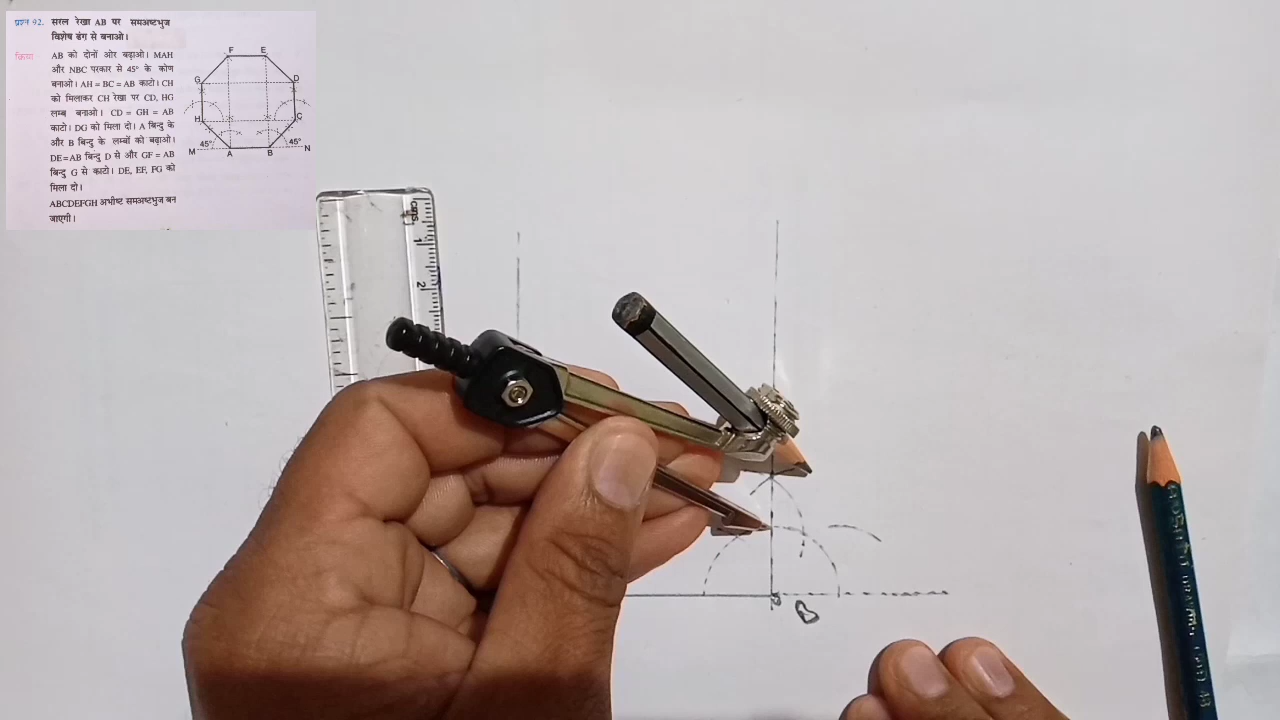 प्रश्न 92. सरल रेखा AB पर समअष्टभुज
विशेष ढंग से बनाओ।
क्रिया
AB को दोनों ओर बढ़ाओ। MAH
और NBC परकार से 45° के कोण
बनाओ। AH = BC = AB काटो। CH
को मिलाकर CH रेखा पर CD, HG
लम्ब बनाओ। CD = GH = AB
काटो। DG को मिला दो। A बिन्दु के
और B बिन्दु के लम्बों को बढ़ाओ।
DE=AB बिन्दु D से और GF = AB
बिन्दु G से काटो। DE, EF, FG को
मिला दो।
ABCDEFGH अभीष्ट समअष्टभुज बन
जाएगी।
F E
G D
H C
45° 45°
M A B N
cms
1
2
B